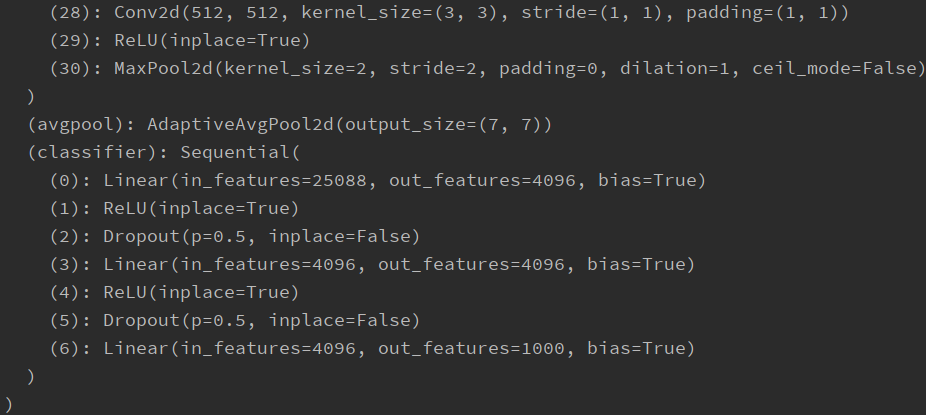 (28): Conv2d(512, 512, kernel_size=(3, 3), stride=(1, 1), padding=(1, 1))
(29): ReLU(inplace=True)
(30): MaxPool2d(kernel_size=2, stride=2, padding=0, dilation=1, ceil_mode=False)
)
(avgpool): AdaptiveAvgPool2d(output_size=(7, 7))
(classifier): Sequential(
(0): Linear(in_features=25088, out_features=4096, bias=True)
(1): ReLU(inplace=True)
(2): Dropout(p=0.5, inplace=False)
(3): Linear(in_features=4096, out_features=4096, bias=True)
(4): ReLU(inplace=True)
(5): Dropout(p=0.5, inplace=False)
(6): Linear(in_features=4096, out_features=1000, bias=True)
)
)